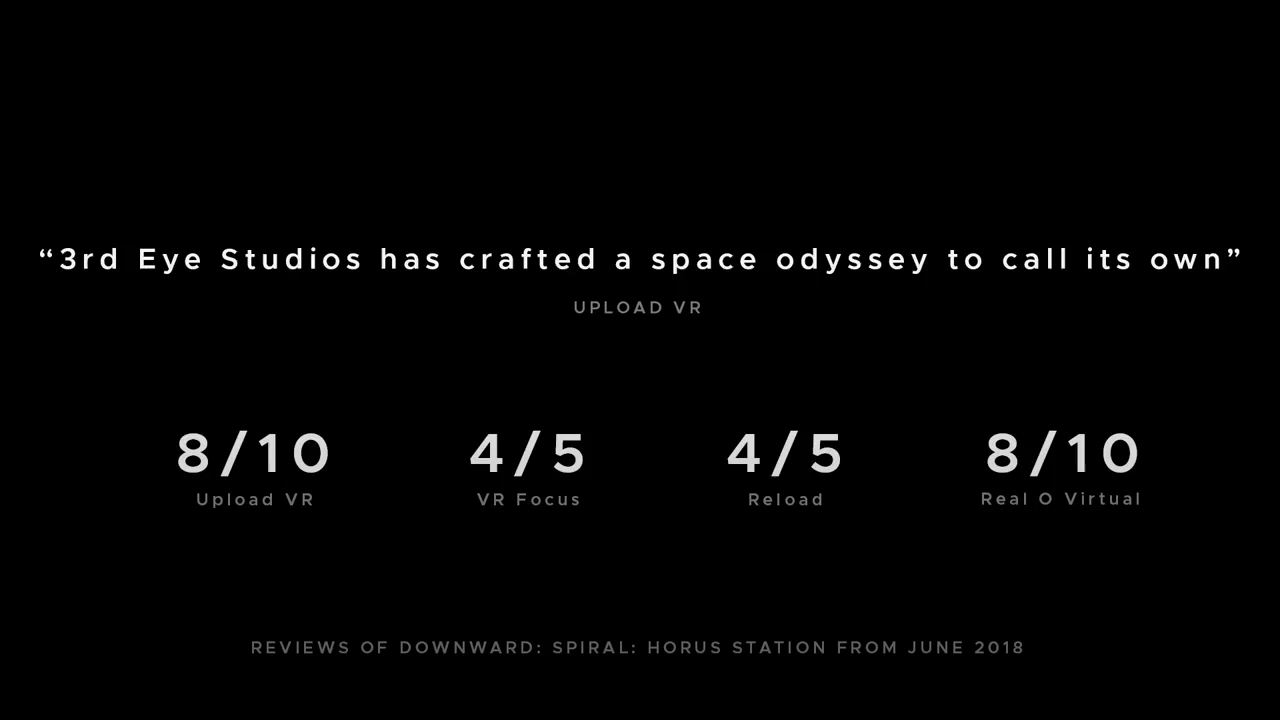 “3rd Eye Studios has crafted a space odyssey to call its own”
UPLOAD VR
8/10 4/5 4/5 8/10
Upload VR VR Focus Reload Real O Virtual
REVIEWS OF DOWNWARD: SPIRAL: HORUS STATION FROM JUNE 2018